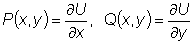 P(x,y) = ∂U/∂x, Q(x,y) = ∂U/∂y